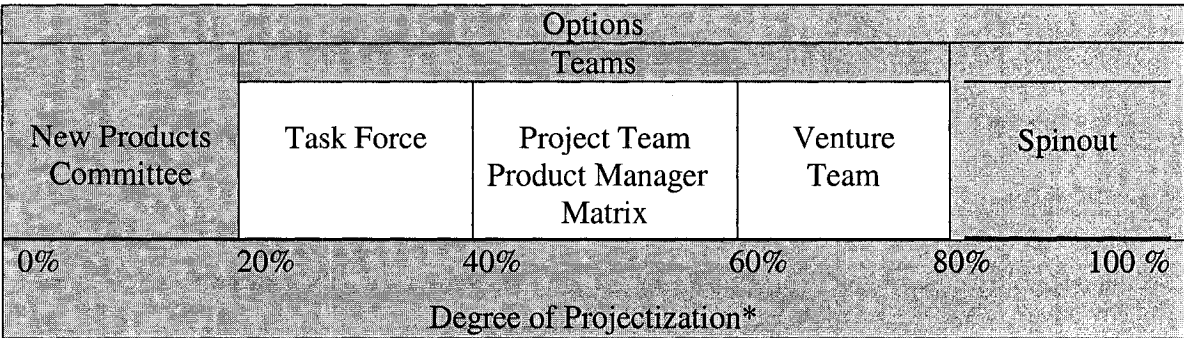 Options
Teams
New Products
Committee
Task Force
Project Team
Product Manager
Matrix
Venture
Team
Spinout
0% 20% 40% 60% 80% 100 %
Degree of Projectization*